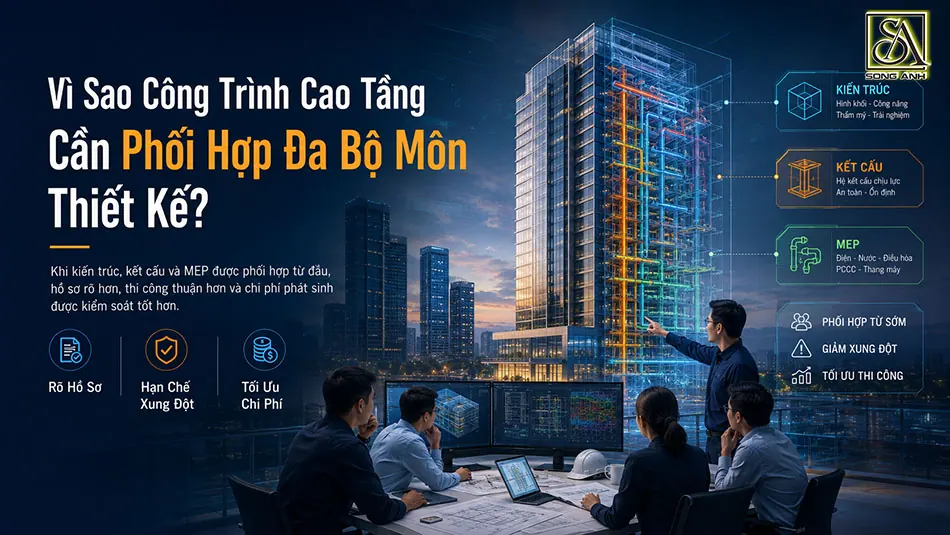 Vì Sao Công Trình Cao Tầng
Cần Phối Hợp Đa Bộ Môn
Thiết Kế?
Khi kiến trúc, kết cấu và MEP được phối hợp từ đầu,
hồ sơ rõ hơn, thi công thuận hơn và chi phí phát sinh
được kiểm soát tốt hơn.
Rõ Hồ Sơ
Hạn Chế
Xung Đột
Tối Ưu
Chi Phí
SA
SONG ANH
KIẾN TRÚC
Hình khối - Công năng
Thẩm mỹ - Trải nghiệm
KẾT CẤU
Hệ kết cấu chịu lực
An toàn - Ổn định
MEP
Điện - Nước - Điều hòa
PCCC - Thang máy
PHỐI HỢP TỪ SỚM
GIẢM XUNG ĐỘT
TỐI ƯU THI CÔNG